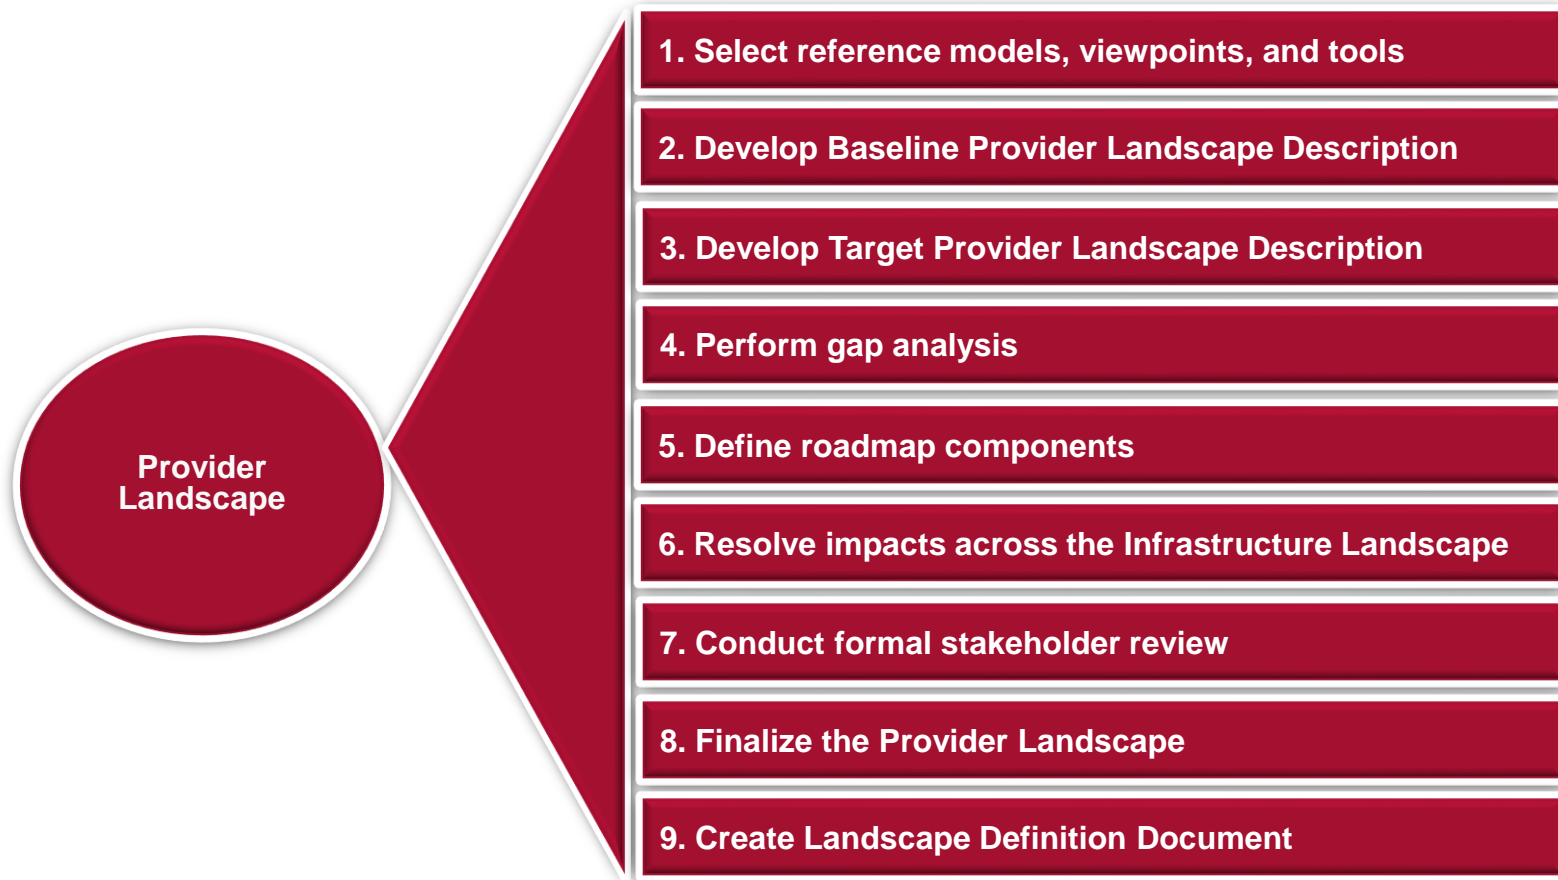 1. Select reference models, viewpoints, and tools
2. Develop Baseline Provider Landscape Description
3. Develop Target Provider Landscape Description
4. Perform gap analysis
5. Define roadmap components
Provider
Landscape
6. Resolve impacts across the Infrastructure Landscape
7. Conduct formal stakeholder review
8. Finalize the Provider Landscape
9. Create Landscape Definition Document